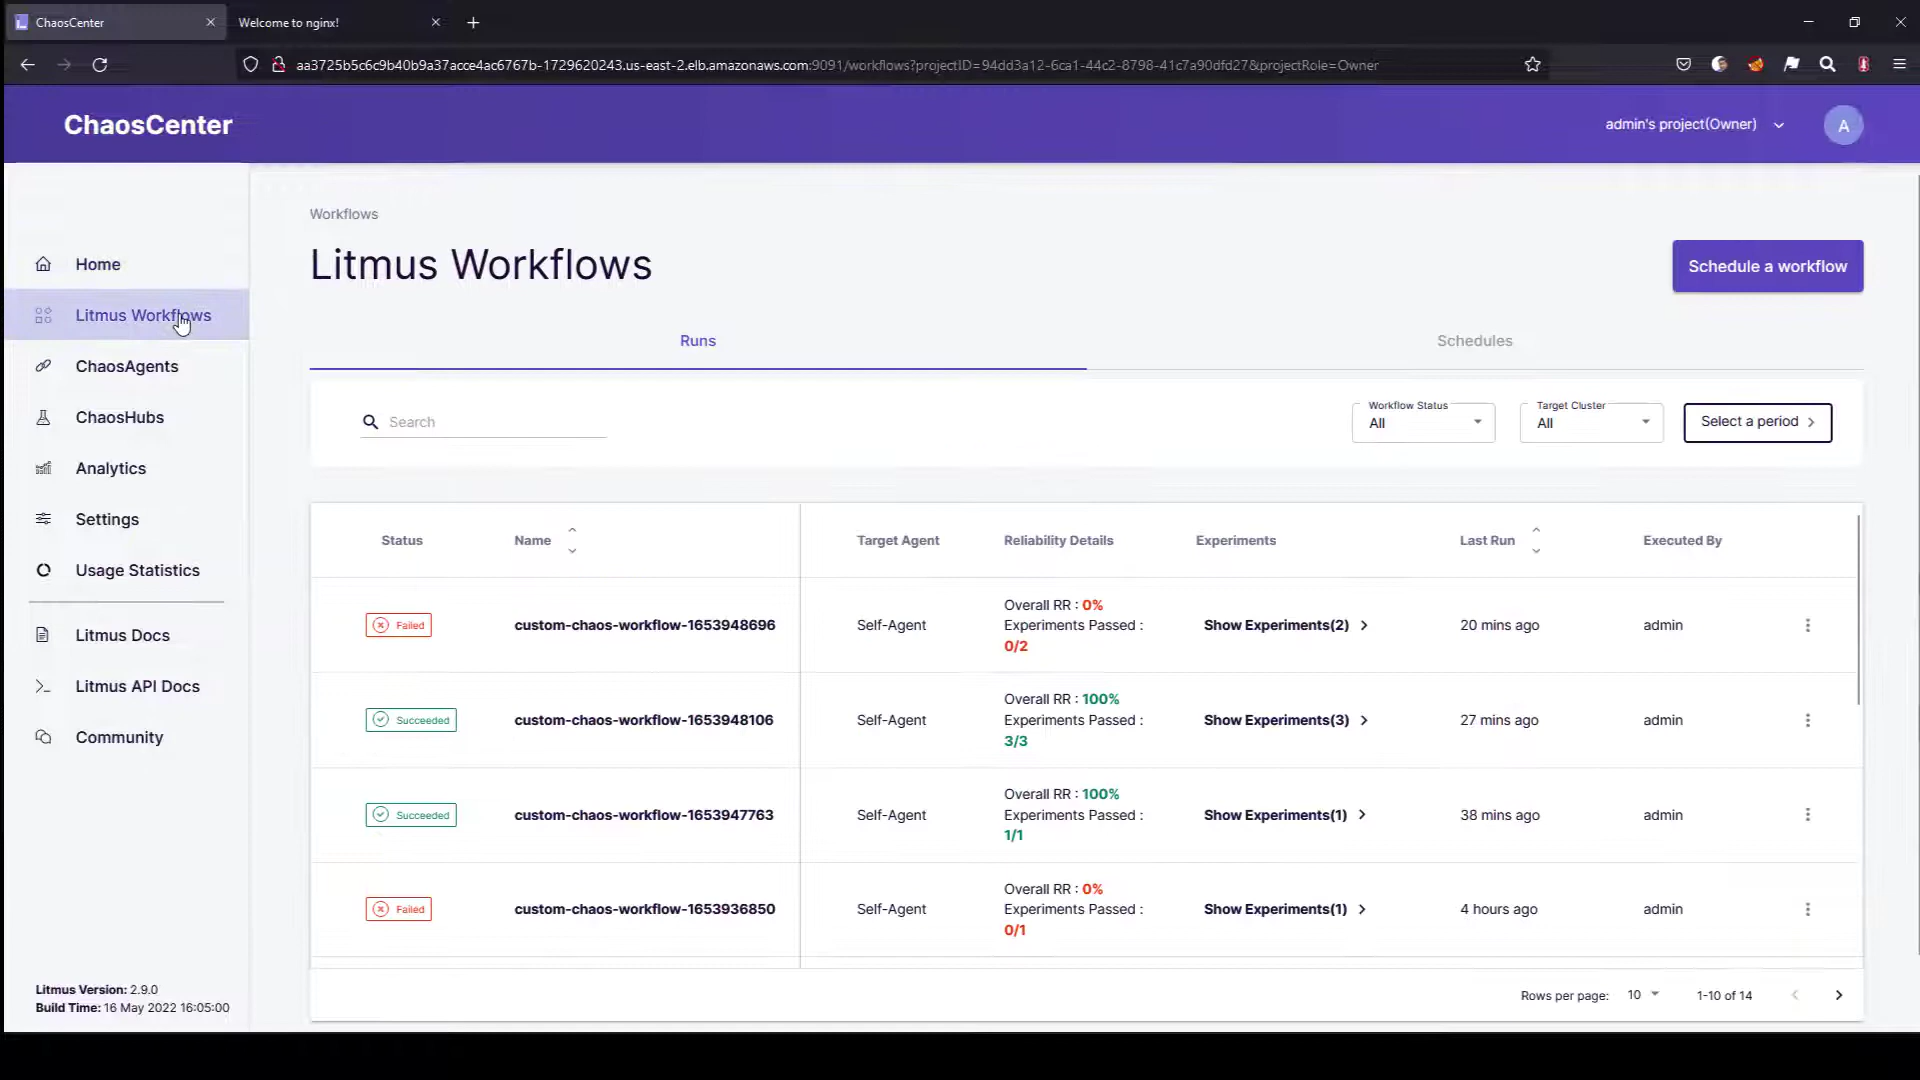 ChaosCenter
Welcome to nginx!
aa3725b5c6c9b40b9a37acce4ac6767b-1729620243.us-east-2.elb.amazonaws.com:9091/workflows?projectID=94dd3a12-6ca1-44c2-8798-41c7a90dfd27&projectRole=Owner
ChaosCenter
admin's project(Owner)
A
Home
Litmus Workflows
ChaosAgents
ChaosHubs
Analytics
Settings
Usage Statistics
Litmus Docs
Litmus API Docs
Community
Litmus Version: 2.9.0
Build Time: 16 May 2022 16:05:00
Workflows
Litmus Workflows
Schedule a workflow
Runs
Schedules
Search
Workflow Status
All
Target Cluster
All
Select a period
Status
Name
Target Agent
Reliability Details
Experiments
Last Run
Executed By
Failed
custom-chaos-workflow-1653948696
Self-Agent
Overall RR : 0%
Experiments Passed :
0/2
Show Experiments(2)
20 mins ago
admin
Succeeded
custom-chaos-workflow-1653948106
Self-Agent
Overall RR : 100%
Experiments Passed :
3/3
Show Experiments(3)
27 mins ago
admin
Succeeded
custom-chaos-workflow-1653947763
Self-Agent
Overall RR : 100%
Experiments Passed :
1/1
Show Experiments(1)
38 mins ago
admin
Failed
custom-chaos-workflow-1653936850
Self-Agent
Overall RR : 0%
Experiments Passed :
0/1
Show Experiments(1)
4 hours ago
admin
Rows per page:
10
1-10 of 14